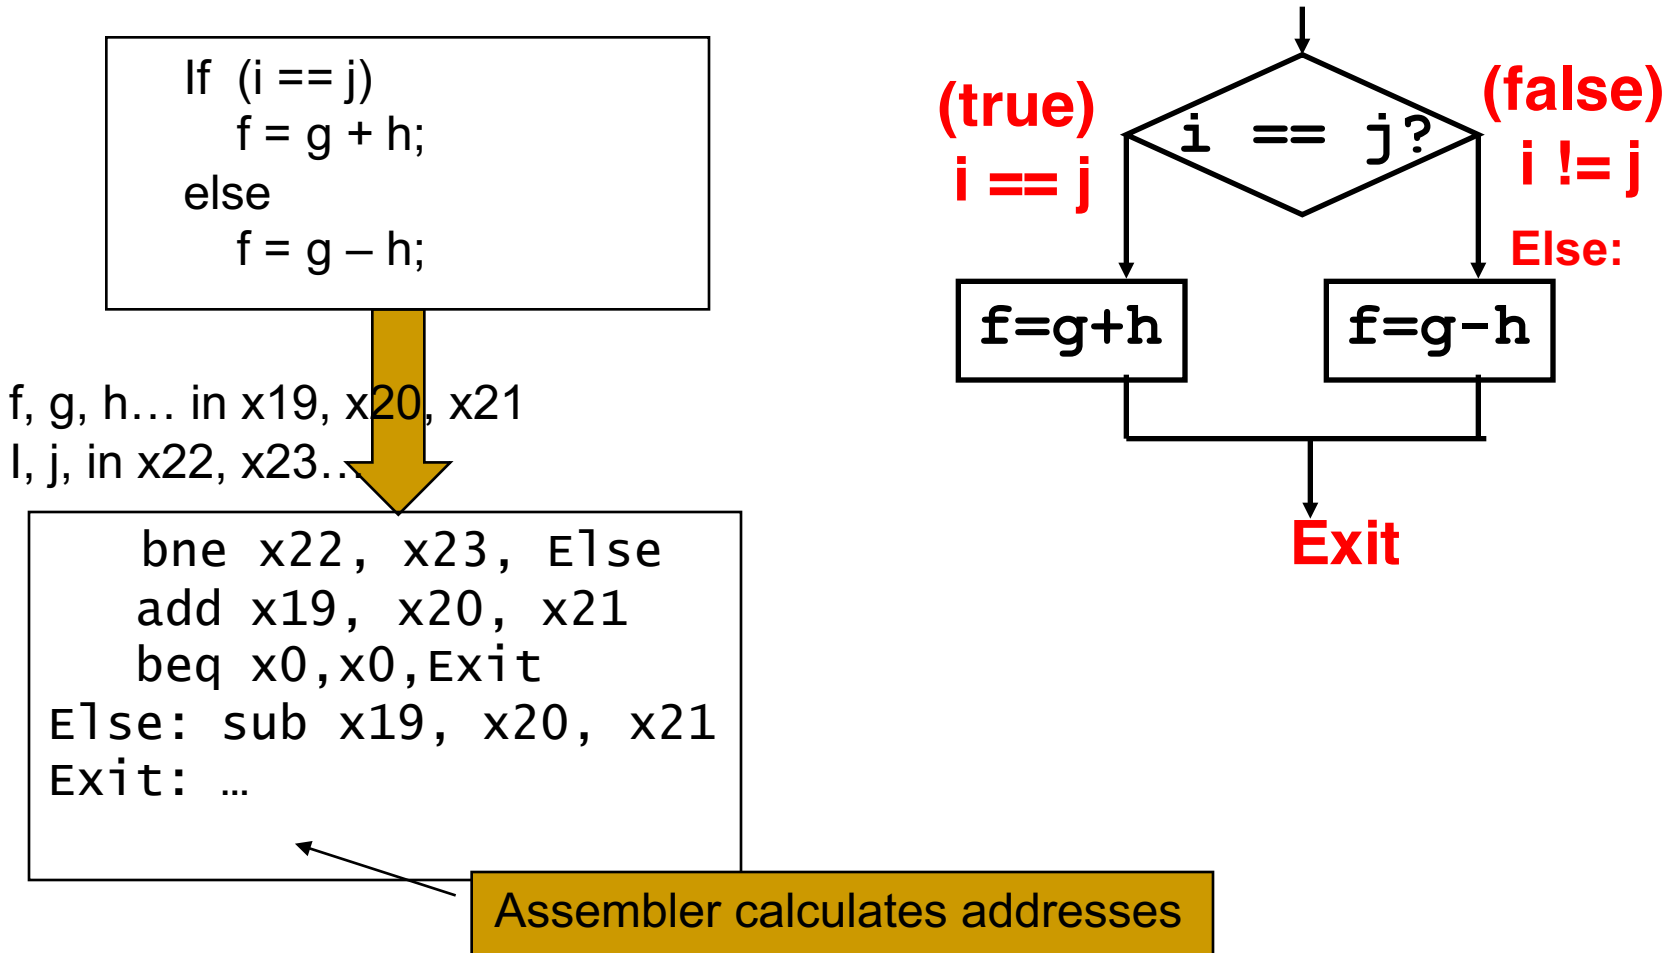 If (i == j)
f = g + h;
else
f = g – h;
f, g, h… in x19, x20, x21
I, j, in x22, x23…
bne x22, x23, Else
add x19, x20, x21
beq x0,x0,Exit
Else: sub x19, x20, x21
Exit: …
Assembler calculates addresses
(true)
i == j
i == j?
(false)
i != j
Else:
f=g+h
f=g-h
Exit